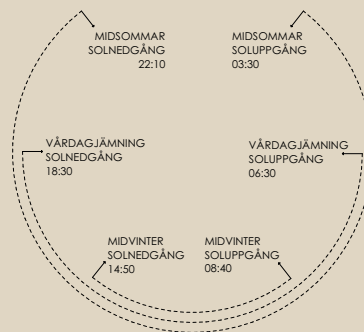 MIDSOMMAR
SOLNEDGÅNG
22:10
MIDSOMMAR
SOLUPPGÅNG
03:30
VÅRDAGJÄMNING
SOLNEDGÅNG
18:30
VÅRDAGJÄMNING
SOLUPPGÅNG
06:30
MIDVINTER
SOLNEDGÅNG
14:50
MIDVINTER
SOLUPPGÅNG
08:40